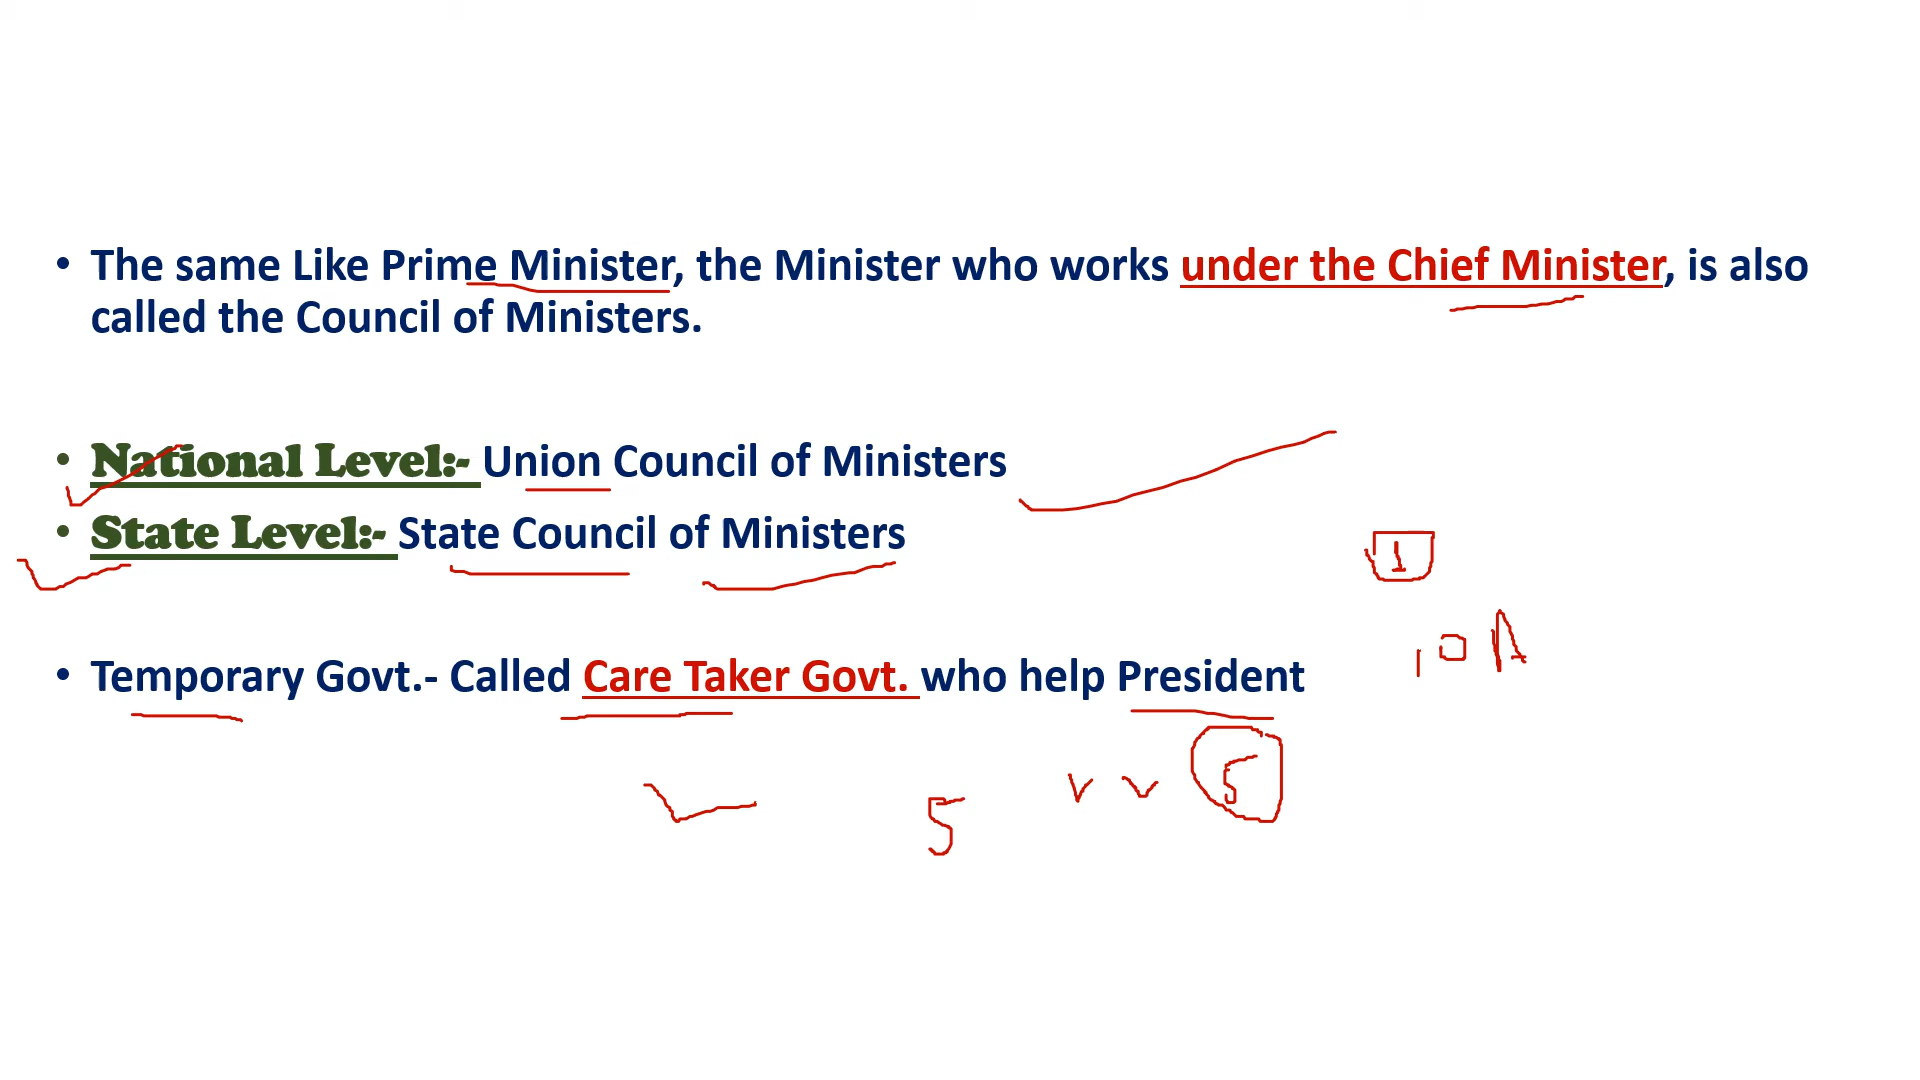 • The same Like Prime Minister, the Minister who works under the Chief Minister, is also
called the Council of Ministers.
• National Level:- Union Council of Ministers
• State Level:- State Council of Ministers
1
• Temporary Govt.- Called Care Taker Govt. who help President
5
5